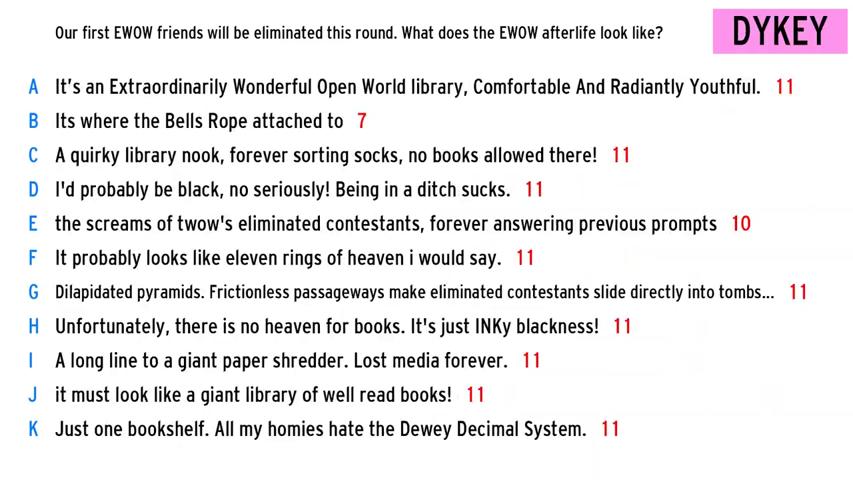 Our first EWOW friends will be eliminated this round. What does the EWOW afterlife look like?
DYKEY
A It's an Extraordinarily Wonderful Open World library, Comfortable And Radiantly Youthful. 11
B Its where the Bells Rope attached to 7
C A quirky library nook, forever sorting socks, no books allowed there! 11
D I'd probably be black, no seriously! Being in a ditch sucks. 11
E the screams of twow's eliminated contestants, forever answering previous prompts 10
F It probably looks like eleven rings of heaven i would say. 11
G Dilapidated pyramids. Frictionless passageways make eliminated contestants slide directly into tombs... 11
H Unfortunately, there is no heaven for books. It's just INKy blackness! 11
I A long line to a giant paper shredder. Lost media forever. 11
J it must look like a giant library of well read books! 11
K Just one bookshelf. All my homies hate the Dewey Decimal System. 11